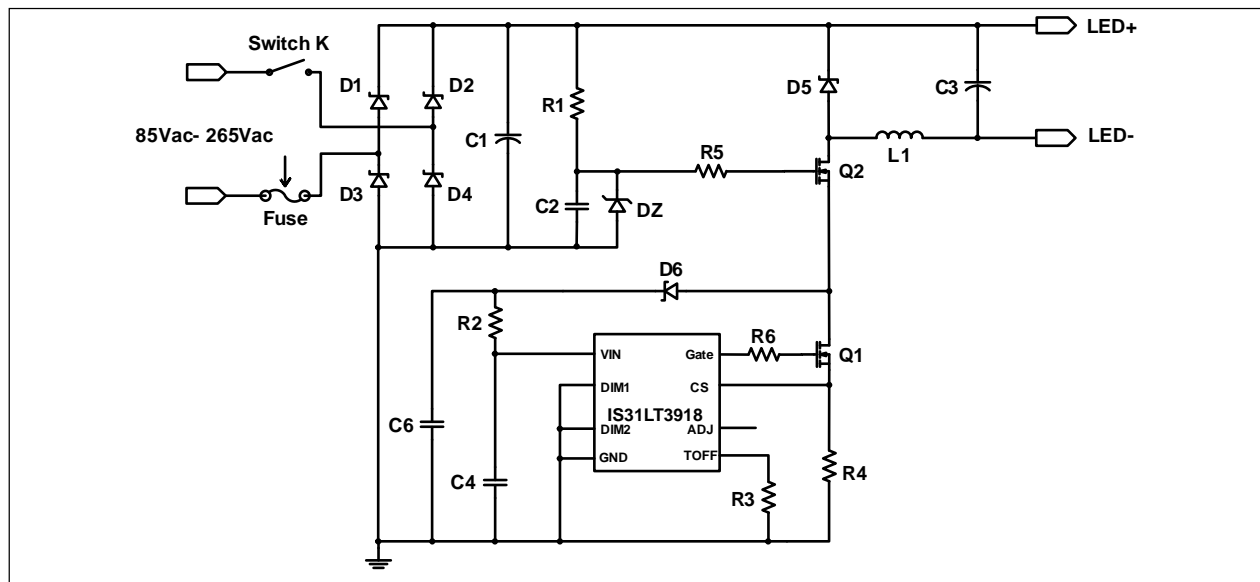 LED+
Switch K
D1
D2
D5
C3
R1
C1
85Vac- 265Vac
LED-
L1
R5
Q2
D3
D4
C2
DZ
Fuse
D6
R2
R6
VIN
Gate
Q1
DIM1
CS
IS31LT3918
C6
DIM2
ADJ
GND
TOFF
R4
C4
R3